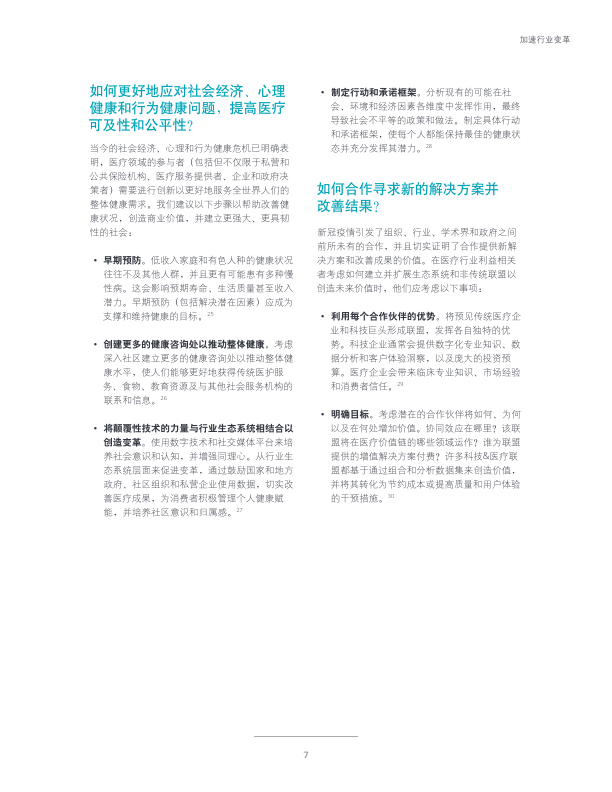 加速行业变革
如何更好地应对社会经济、心理
健康和行为健康问题，提高医疗
可及性和公平性？
当今的社会经济、心理和行为健康危机已明确表
明，医疗领域的参与者（包括但不仅限于私营和
公共保险机构、医疗服务提供者、企业和政府决
策者）需要进行创新以更好地服务全世界人们的
整体健康需求。我们建议以下步骤以帮助改善健
康状况，创造商业价值，并建立更强大、更具韧
性的社会：
• 早期预防。低收入家庭和有色人种的健康状况
往往不及其他人群，并且更有可能患有多种慢
性病。这会影响预期寿命、生活质量甚至收入
潜力。早期预防（包括解决潜在因素）应成为
支撑和维持健康的目标。25
• 创建更多的健康咨询处以推动整体健康。考虑
深入社区建立更多的健康咨询处以推动整体健
康水平，使人们能够更好地获得传统医护服
务、食物、教育资源及与其他社会服务机构的
联系和信息。26
• 将颠覆性技术的力量与行业生态系统相结合以
创造变革。使用数字技术和社交媒体平台来培
养社会意识和认知，并增强同理心。从行业生
态系统层面来促进变革，通过鼓励国家和地方
政府、社区组织和私营企业使用数据，切实改
善医疗成果，为消费者积极管理个人健康赋
能，并培养社区意识和归属感。27
• 制定行动和承诺框架。分析现有的可能在社
会、环境和经济因素各维度中发挥作用，最终
导致社会不平等的政策和做法。制定具体行动
和承诺框架，使每个人都能保持最佳的健康状
态并充分发挥其潜力。28
如何合作寻求新的解决方案并
改善结果？
新冠疫情引发了组织、行业、学术界和政府之间
前所未有的合作，并且切实证明了合作提供新解
决方案和改善成果的价值。在医疗行业利益相关
者考虑如何建立并扩展生态系统和非传统联盟以
创造未来价值时，他们应考虑以下事项：
• 利用每个合作伙伴的优势。将预见传统医疗企
业和科技巨头形成联盟，发挥各自独特的优
势。科技企业通常会提供数字化专业知识、数
据分析和客户体验洞察，以及庞大的投资预
算。医疗企业会带来临床专业知识、市场经验
和消费者信任。29
• 明确目标。考虑潜在的合作伙伴将如何、为何
以及在何处增加价值。协同效应在哪里？该联
盟将在医疗价值链的哪些领域运作？谁为联盟
提供的增值解决方案付费？许多科技&医疗联
盟都基于通过组合和分析数据集来创造价值，
并将其转化为节约成本或提高质量和用户体验
的干预措施。30
7